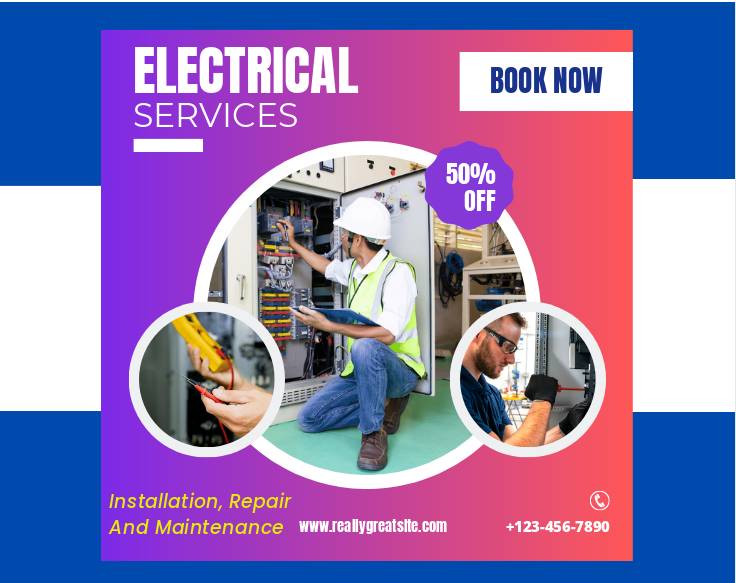 ELECTRICAL
SERVICES
BOOK NOW
50%
OFF
Installation, Repair
And Maintenance
www.reallygreatsite.com
+123-456-7890